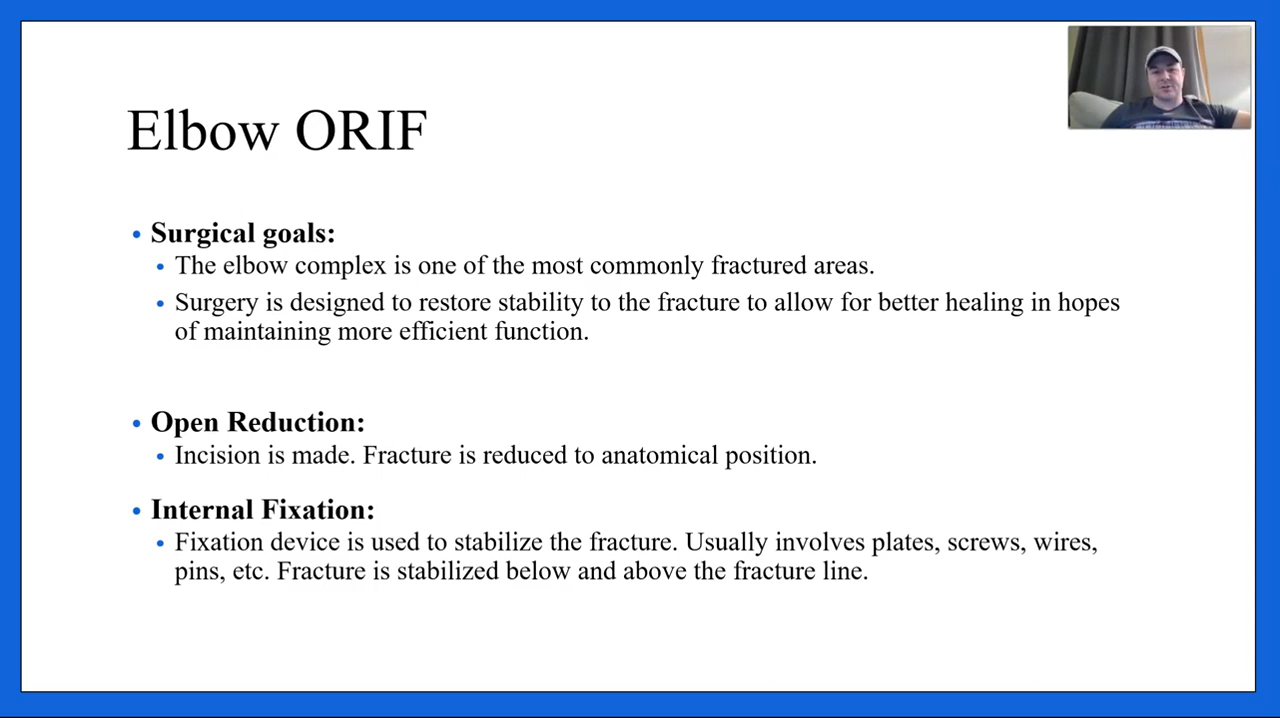 Elbow ORIF
• Surgical goals:
• The elbow complex is one of the most commonly fractured areas.
• Surgery is designed to restore stability to the fracture to allow for better healing in hopes
of maintaining more efficient function.
• Open Reduction:
• Incision is made. Fracture is reduced to anatomical position.
• Internal Fixation:
• Fixation device is used to stabilize the fracture. Usually involves plates, screws, wires,
pins, etc. Fracture is stabilized below and above the fracture line.